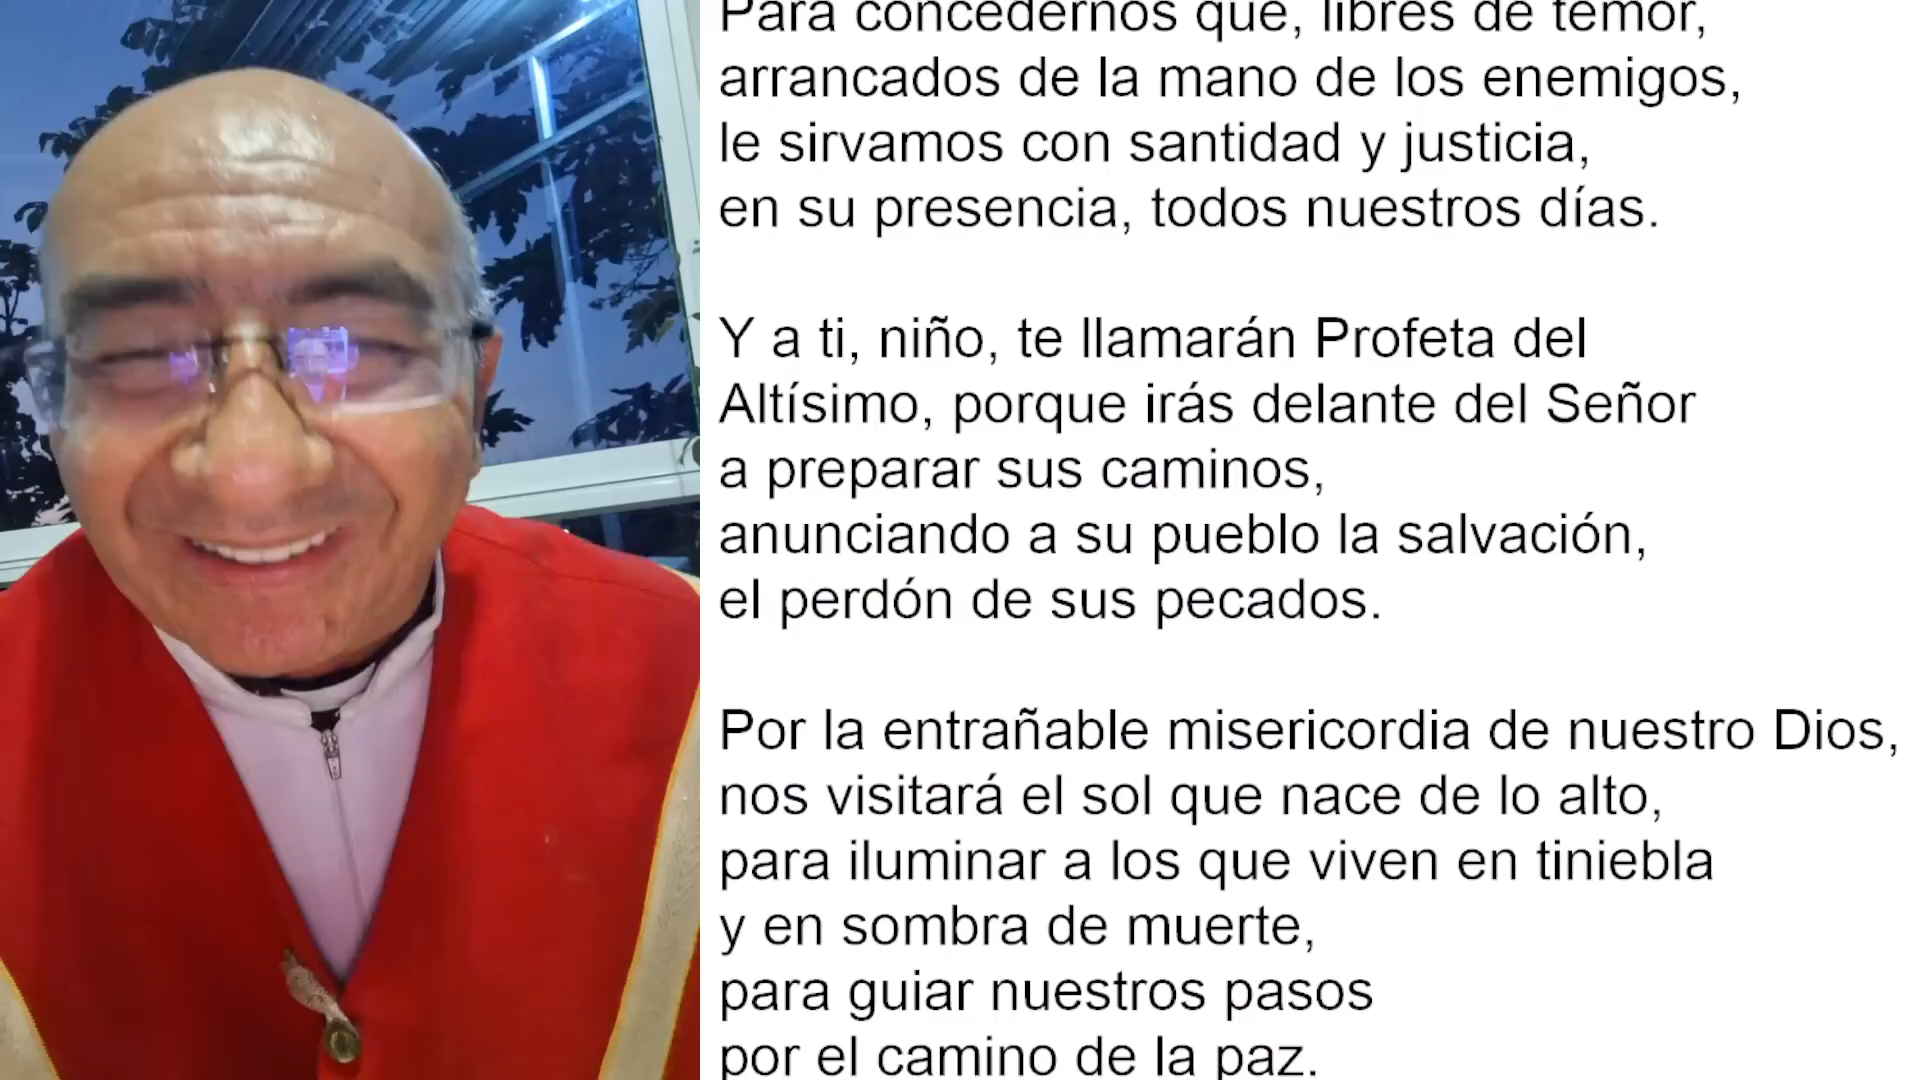 Para concedernos que, libres de temor,
arrancados de la mano de los enemigos,
le sirvamos con santidad y justicia,
en su presencia, todos nuestros días.
Y a ti, niño, te llamarán Profeta del
Altísimo, porque irás delante del Señor
a preparar sus caminos,
anunciando a su pueblo la salvación,
el perdón de sus pecados.
Por la entrañable misericordia de nuestro Dios,
nos visitará el sol que nace de lo alto,
para iluminar a los que viven en tiniebla
y en sombra de muerte,
para guiar nuestros pasos
por el camino de la paz.